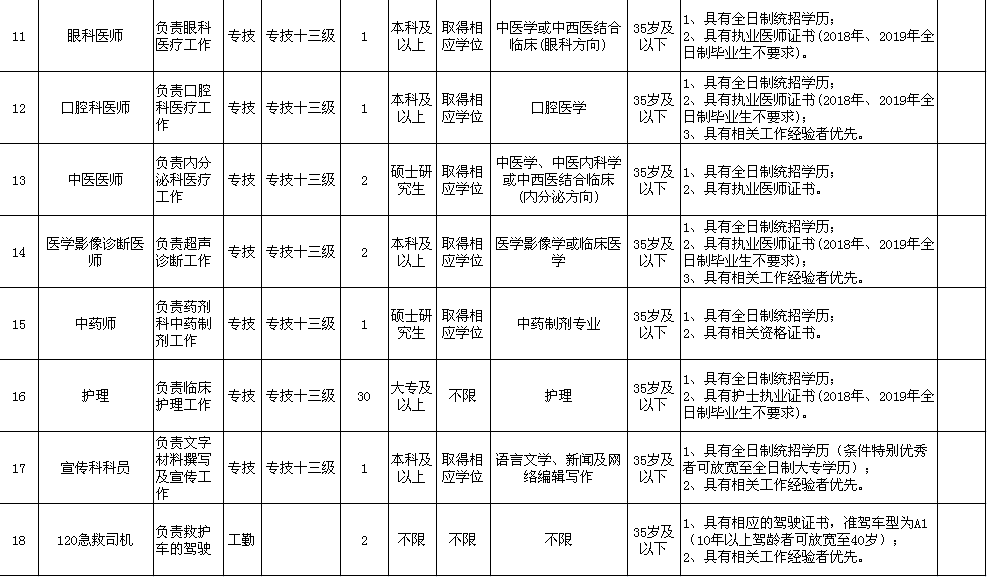 11
眼科医师
负责眼科
医疗工作
专技
专技十三级
1
本科及
以上
取得相
应学位
中医学或中西医结合
临床(眼科方向)
35岁及
以下
1、具有全日制统招学历；
2、具有执业医师证书(2018年、2019年全
日制毕业生不要求)。
12
口腔科医师
负责口腔
科医疗工
作
专技
专技十三级
1
本科及
以上
取得相
应学位
口腔医学
35岁及
以下
1、具有全日制统招学历；
2、具有执业医师证书(2018年、2019年全
日制毕业生不要求)；
3、具有相关工作经验者优先。
13
中医医师
负责内分
泌科医疗
工作
专技
专技十三级
2
硕士研
究生
取得相
应学位
中医学、中医内科学
或中西医结合临床
(内分泌方向)
35岁及
以下
1、具有全日制统招学历；
2、具有执业医师证书。
14
医学影像诊断医
师
负责超声
诊断工作
专技
专技十三级
2
本科及
以上
取得相
应学位
医学影像学或临床医
学
35岁及
以下
1、具有全日制统招学历；
2、具有执业医师证书(2018年、2019年全
日制毕业生不要求)；
3、具有相关工作经验者优先。
15
中药师
负责药剂
科中药制
剂工作
专技
专技十三级
1
硕士研
究生
取得相
应学位
中药制剂专业
35岁及
以下
1、具有全日制统招学历；
2、具有相关资格证书。
16
护理
负责临床
护理工作
专技
专技十三级
30
大专及
以上
不限
护理
35岁及
以下
1、具有全日制统招学历；
2、具有护士执业证书(2018年、2019年全
日制毕业生不要求)。
17
宣传科科员
负责文字
材料撰写
及宣传工
作
专技
专技十三级
1
本科及
以上
取得相
应学位
语言文学、新闻及网
络编辑写作
35岁及
以下
1、具有全日制统招学历（条件特别优秀
者可放宽至全日制大专学历）；
2、具有相关工作经验者优先。
18
120急救司机
负责救护
车的驾驶
工勤
2
不限
不限
不限
35岁及
以下
1、具有相应的驾驶证书，准驾车型为A1
（10年以上驾龄者可放宽至40岁）；
2、具有相关工作经验者优先。